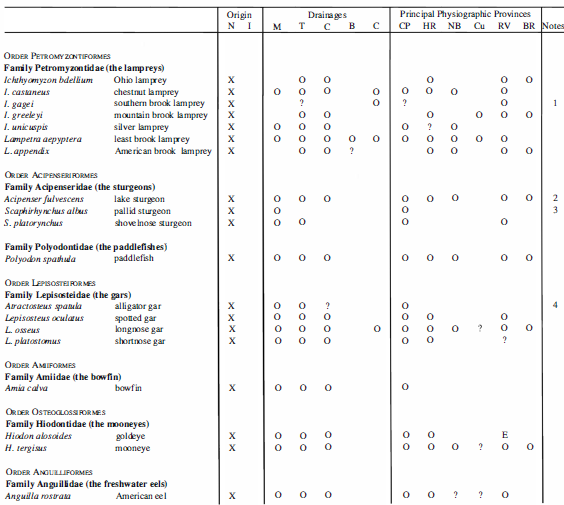 Origin Drainages Principal Physiographic Provinces
N I M T C B C CP HR NB Cu RV BR Notes
ORDER PETROMYZONTIFORMES
Family Petromyzontidae (the lampreys)
Ichthyomyzon bdellium Ohio lamprey X O O O O O
I. castaneus chestnut lamprey X O O O O O O O O
I. gagei southern brook lamprey X ? O ? O 1
I. greeleyi mountain brook lamprey X O O O O O
I. unicuspis silver lamprey X O O O O ? O
Lampetra aepyptera least brook lamprey X O O O O O O O O O O
L. appendix American brook lamprey X O O ? O O O O
ORDER ACIPENSERIFORMES
Family Acipenseridae (the sturgeons)
Acipenser fulvescens lake sturgeon X O O O O O O O O 2
Scaphirhynchus albus pallid sturgeon X O O 3
S. platorynchus shovelnose sturgeon X O O O O
Family Polyodontidae (the paddlefishes)
Polyodon spathula paddlefish X O O O O O O O O
ORDER LEPISOSTEIFORMES
Family Lepisosteidae (the gars)
Atractosteus spatula alligator gar X O O ? O 4
Lepisosteus oculatus spotted gar X O O O O O O
L. osseus longnose gar X O O O O O O O ? O O
L. platostomus shortnose gar X O O O O O ?
ORDER AMIIFORMES
Family Amiidae (the bowfin)
Amia calva bowfin X O O O O
ORDER OSTEOGLOSSIFORMES
Family Hiodontidae (the mooneyes)
Hiodon alosoides goldeye X O O O O O E
H. tergisus mooneye X O O O O O O ? O O
ORDER ANGUILLIFORMES
Family Anguillidae (the freshwater eels)
Anguilla rostrata American eel X O O O O O ? ? O